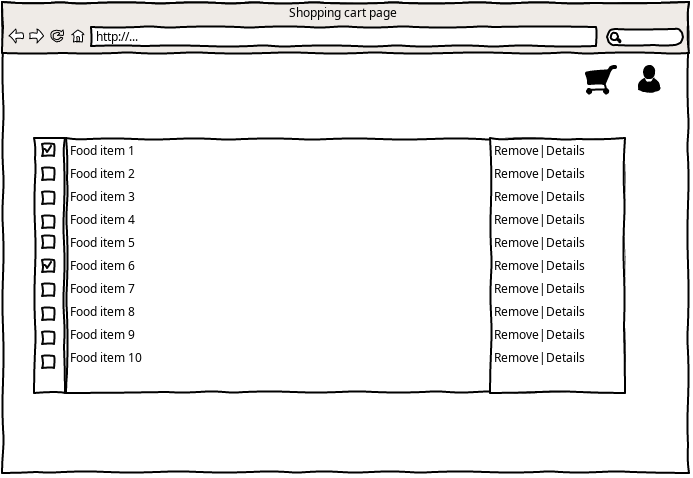 Shopping cart page
http://...
Food item 1 Remove|Details
Food item 2 Remove|Details
Food item 3 Remove|Details
Food item 4 Remove|Details
Food item 5 Remove|Details
Food item 6 Remove|Details
Food item 7 Remove|Details
Food item 8 Remove|Details
Food item 9 Remove|Details
Food item 10 Remove|Details